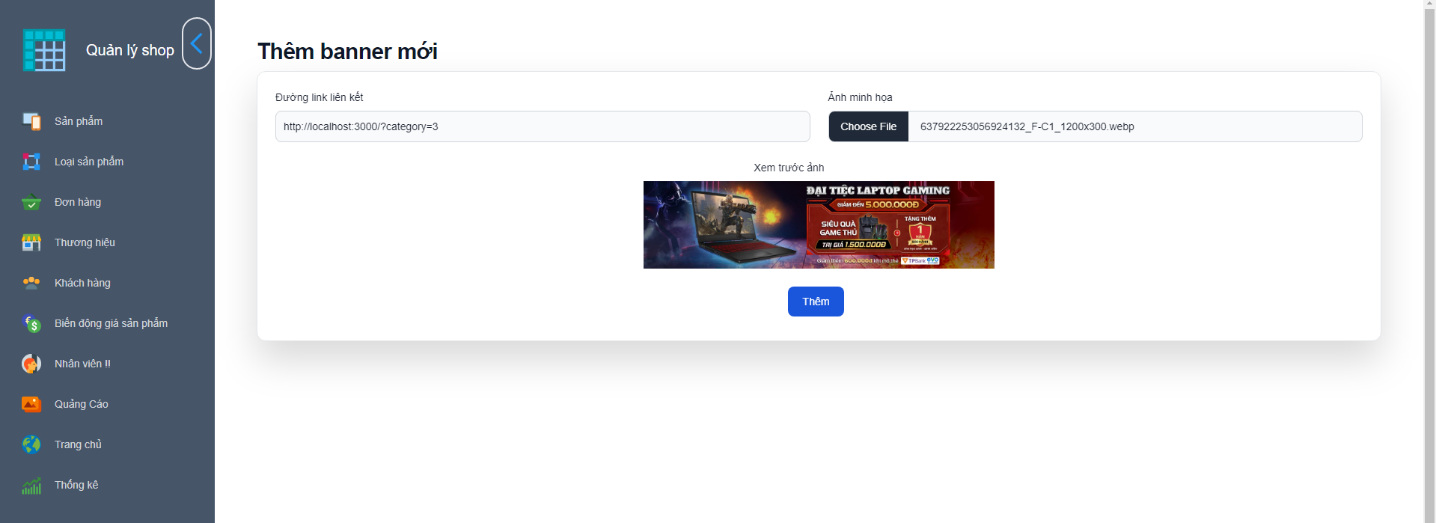 Quản lý shop
Sản phẩm
Loại sản phẩm
Đơn hàng
Thương hiệu
Khách hàng
Biến động giá sản phẩm
Nhân viên !!
Quảng Cáo
Trang chủ
Thống kê
Thêm banner mới
Đường link liên kết
http://localhost:3000/?category=3
Ảnh minh họa
Choose File 637922253056924132_F-C1_1200x300.webp
Xem trước ảnh
ĐẠI TIỆC LAPTOP GAMING
GIẢM ĐẾN 5.000.000Đ
SIÊU QUÀ
GAME THỦ
TRỊ GIÁ 1.500.000Đ
TẶNG THÊM
1
TPBank EVO
Thêm